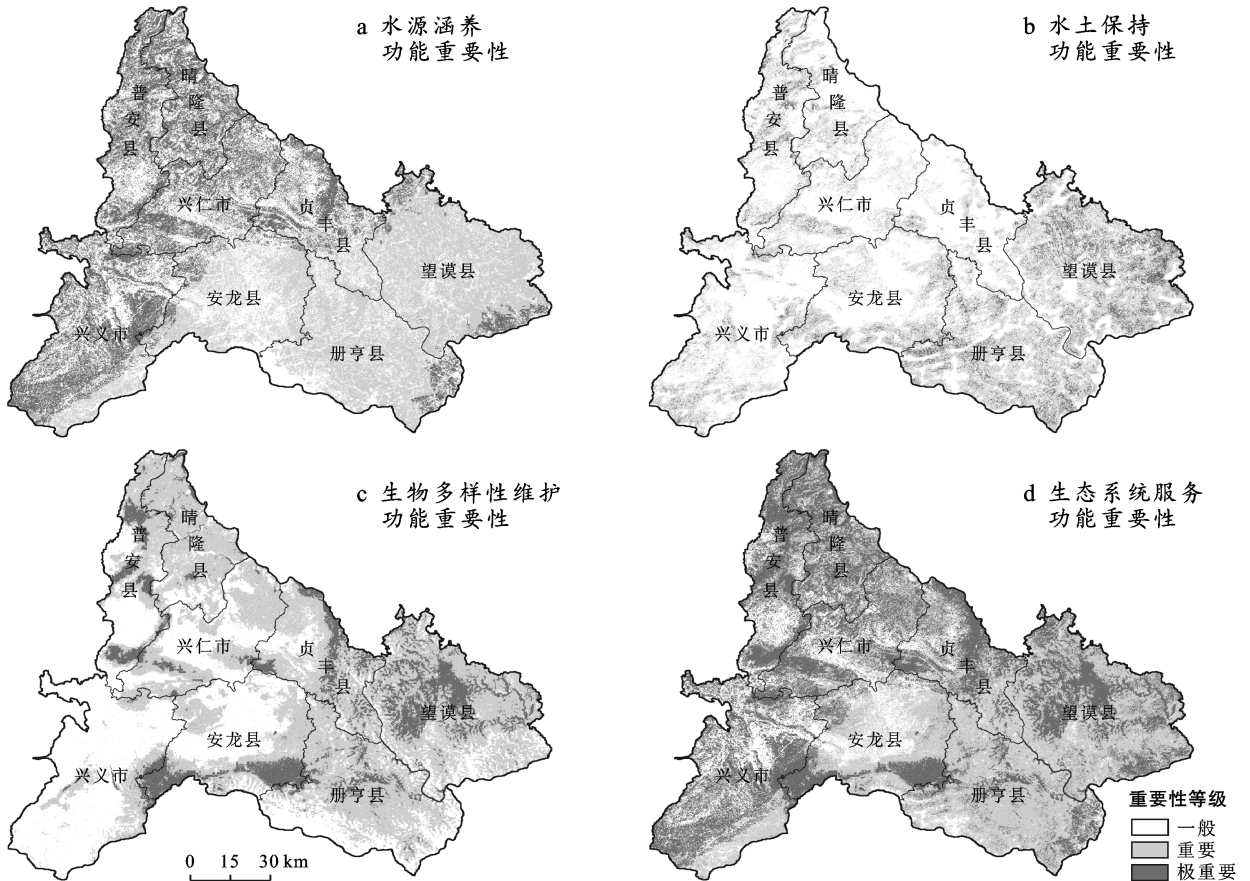 a 水源涵养
功能重要性
普安县
晴隆县
兴仁市
贞丰县
望谟县
安龙县
兴义市
册亨县
b 水土保持
功能重要性
普安县
晴隆县
兴仁市
贞丰县
望谟县
安龙县
兴义市
册亨县
c 生物多样性维护
功能重要性
普安县
晴隆县
兴仁市
贞丰县
望谟县
安龙县
兴义市
册亨县
0 15 30 km
d 生态系统服务
功能重要性
普安县
晴隆县
兴仁市
贞丰县
望谟县
安龙县
兴义市
册亨县
重要性等级
一般
重要
极重要